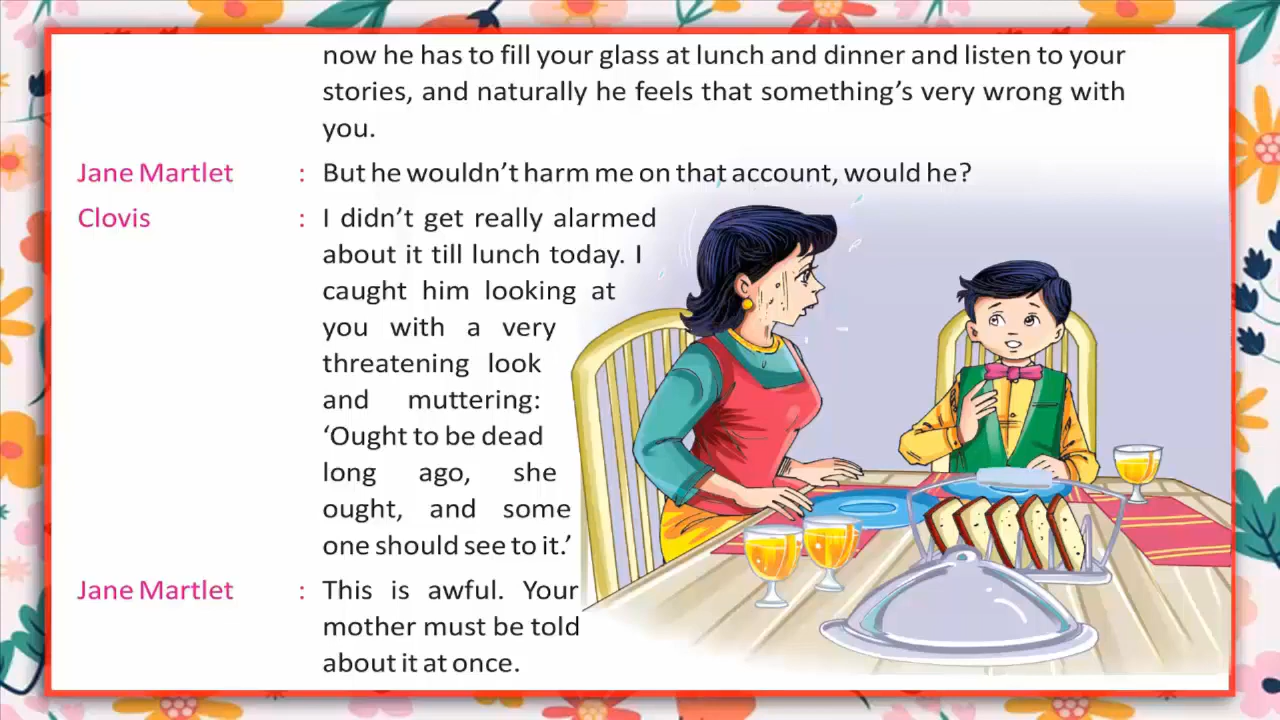 now he has to fill your glass at lunch and dinner and listen to your
stories, and naturally he feels that something’s very wrong with
you.
Jane Martlet : But he wouldn’t harm me on that account, would he?
Clovis : I didn’t get really alarmed
about it till lunch today. I
caught him looking at
you with a very
threatening look
and muttering:
‘Ought to be dead
long ago, she
ought, and some
one should see to it.’
Jane Martlet : This is awful. Your
mother must be told
about it at once.